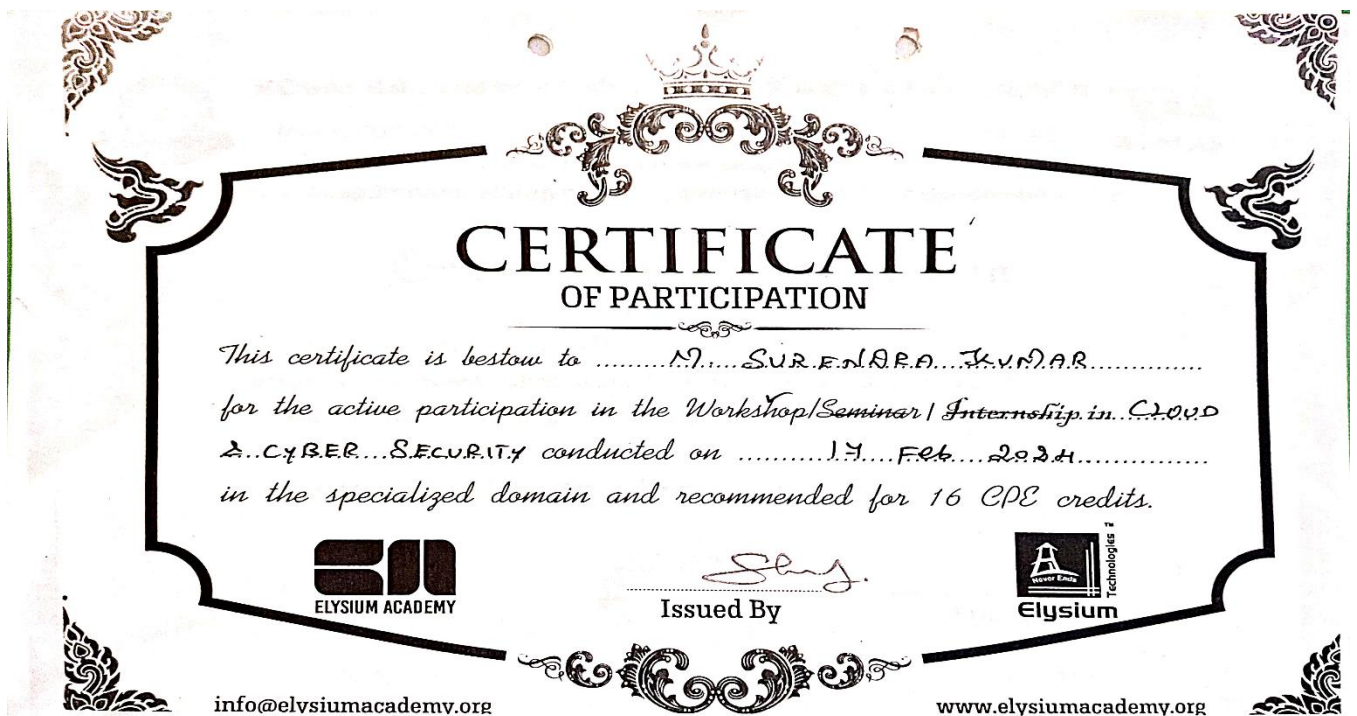 CERTIFICATE
OF PARTICIPATION
This certificate is bestow to ........M.... SURENDRA...KUMAR................
for the active participation in the Workshop/Seminar/ Internship in...CLOUD
&..CYBER...SECURITY conducted on ..........17....Feb....2024................
in the specialized domain and recommended for 16 CPE credits.
ELYSIUM ACADEMY
Issued By
Never Ends
Elysium
Technologies ™
info@elysiumacademy.org
www.elysiumacademy.org